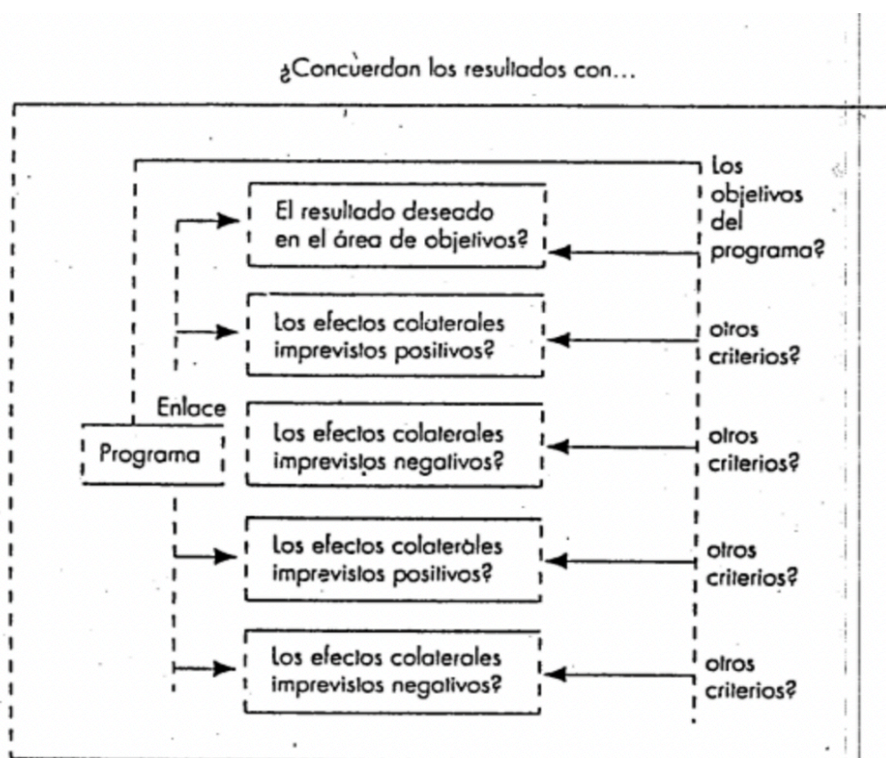 ¿Concuerdan los resultados con...
Los
objetivos
del
programa?
El resultado deseado
en el área de objetivos?
Los efectos colaterales
imprevistos positivos?
otros
criterios?
Enlace
Programa
Los efectos colaterales
imprevistos negativos?
otros
criterios?
Los efectos colaterales
imprevistos positivos?
otros
criterios?
Los efectos colaterales
imprevistos negativos?
otros
criterios?